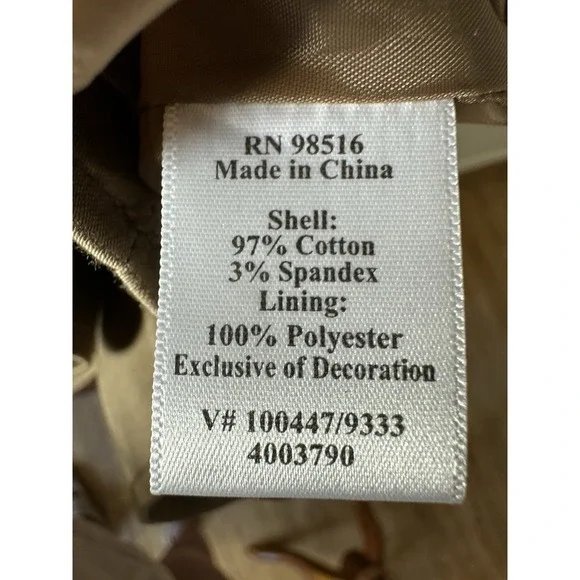 RN 98516
Made in China
Shell:
97% Cotton
3% Spandex
Lining:
100% Polyester
Exclusive of Decoration
V# 100447/9333
4003790